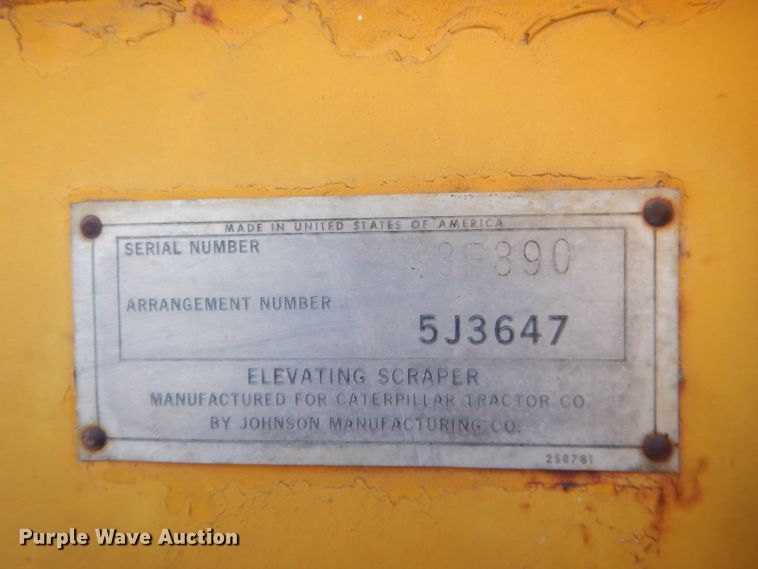 MADE IN UNITED STATES OF AMERICA
SERIAL NUMBER 43F390
ARRANGEMENT NUMBER 5J3647
ELEVATING SCRAPER
MANUFACTURED FOR CATERPILLAR TRACTOR CO
BY JOHNSON MANUFACTURING CO.
2S8781
Purple Wave Auction